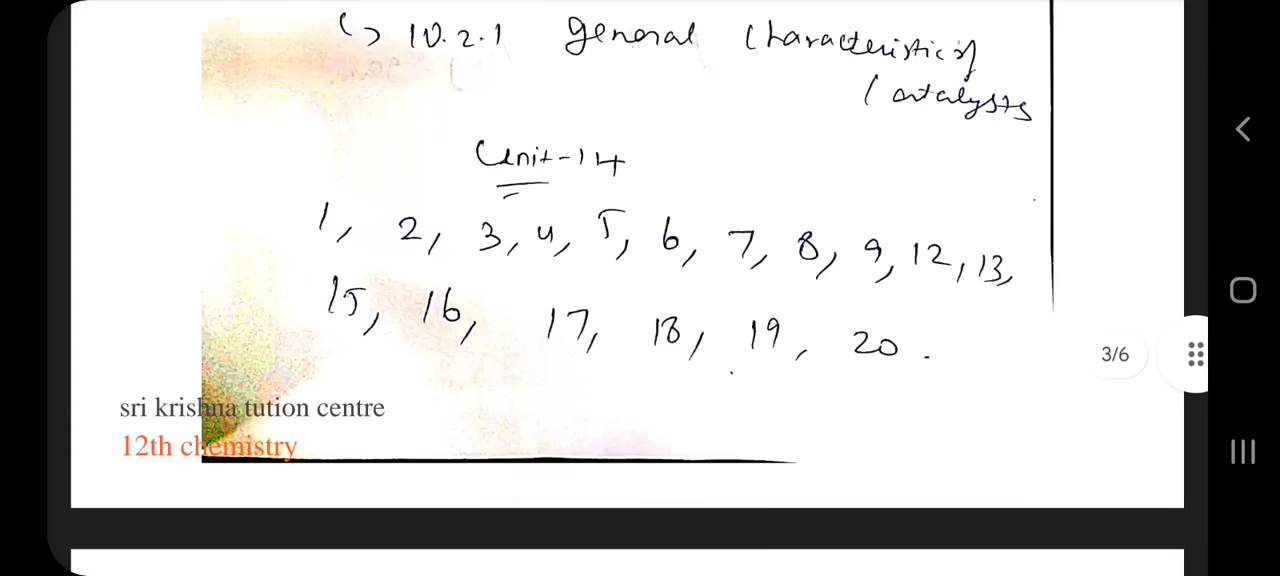 ↳ 10.2.1 general characteristic of
catalysts
Unit-14
1, 2, 3, 4, 5, 6, 7, 8, 9, 12, 13,
15, 16, 17, 18, 19, 20.
3/6
sri krishna tution centre
12th chemistry